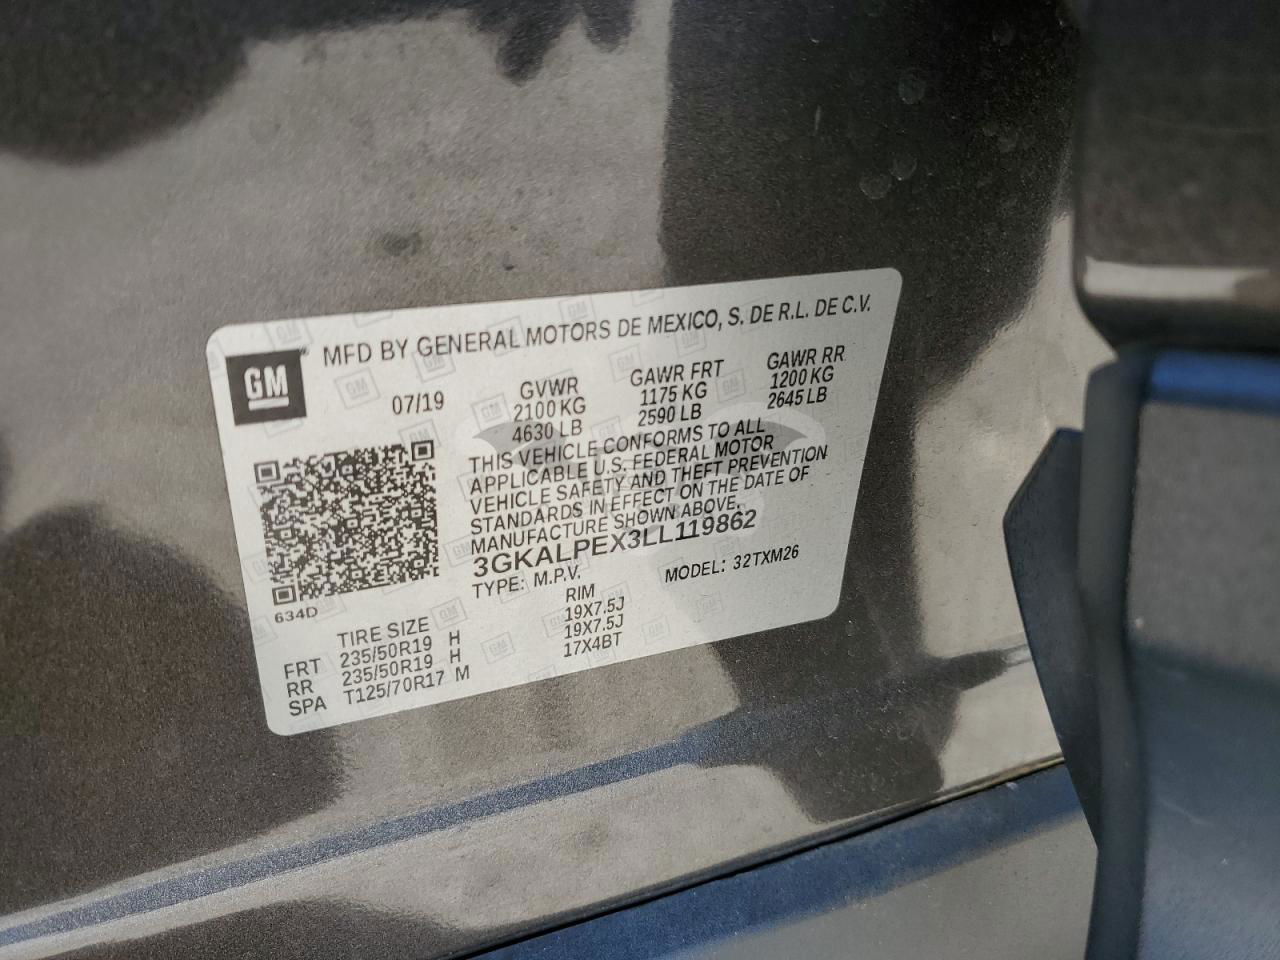 GM
MFD BY GENERAL MOTORS DE MEXICO, S. DE R.L. DE C.V.
07/19 GVWR GAWR FRT GAWR RR
2100 KG 1175 KG 1200 KG
4630 LB 2590 LB 2645 LB
THIS VEHICLE CONFORMS TO ALL
APPLICABLE U.S. FEDERAL MOTOR
VEHICLE SAFETY AND THEFT PREVENTION
STANDARDS IN EFFECT ON THE DATE OF
MANUFACTURE SHOWN ABOVE.
3GKALPEX3LL119862
TYPE: M.P.V. MODEL: 32TXM26
634D
TIRE SIZE RIM
FRT 235/50R19 H 19X7.5J
RR 235/50R19 H 19X7.5J
SPA T125/70R17 M 17X4BT